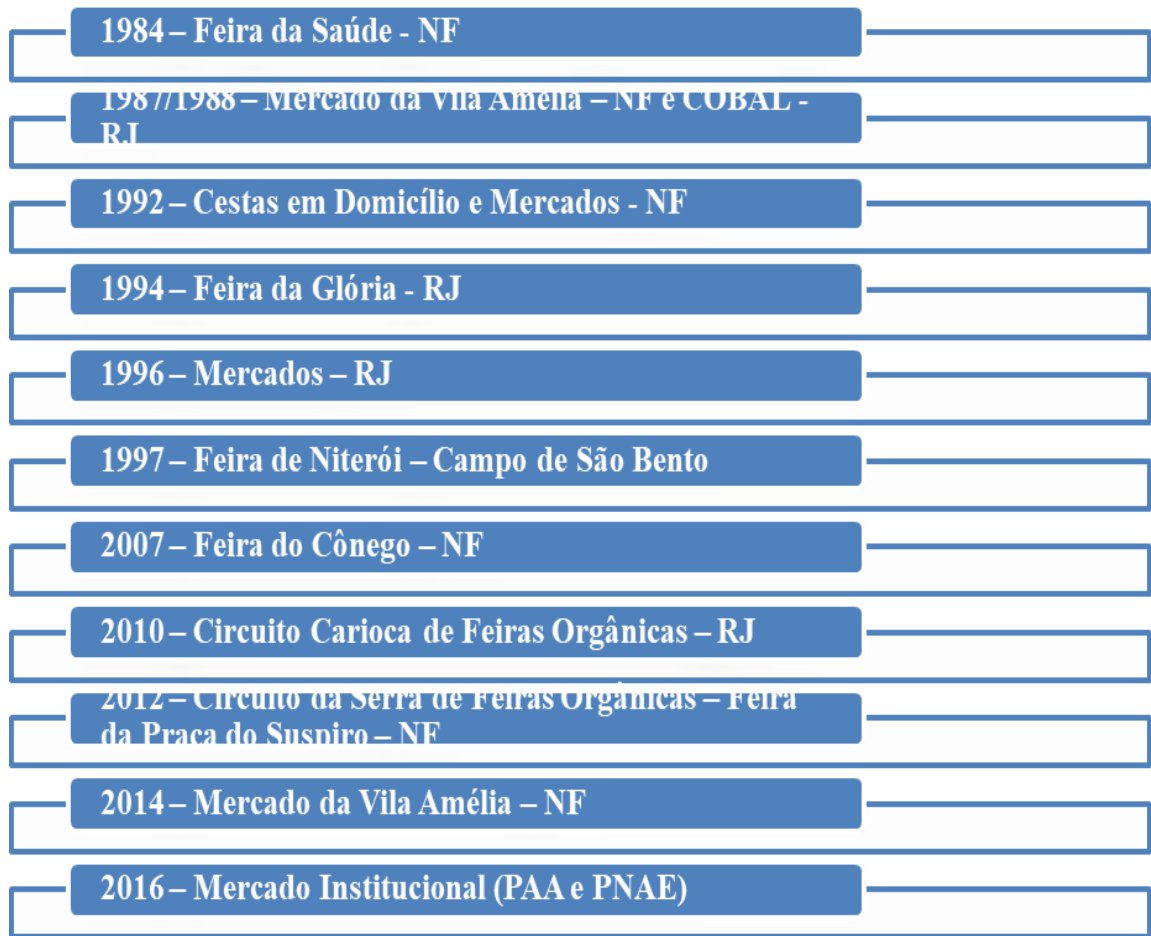 1984 – Feira da Saúde - NF
1987/1988 – Mercado da Vila Amélia – NF e COBAL -
RJ
1992 – Cestas em Domicílio e Mercados - NF
1994 – Feira da Glória - RJ
1996 – Mercados – RJ
1997 – Feira de Niterói – Campo de São Bento
2007 – Feira do Cônego – NF
2010 – Circuito Carioca de Feiras Orgânicas – RJ
2012 – Circuito da Serra de Feiras Orgânicas – Feira
da Praça do Suspiro – NF
2014 – Mercado da Vila Amélia – NF
2016 – Mercado Institucional (PAA e PNAE)